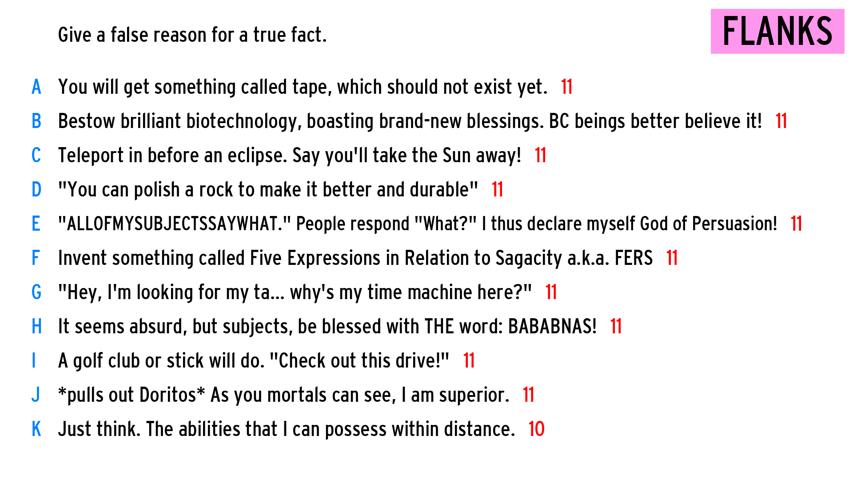 Give a false reason for a true fact.
FLANKS
A You will get something called tape, which should not exist yet. 11
B Bestow brilliant biotechnology, boasting brand-new blessings. BC beings better believe it! 11
C Teleport in before an eclipse. Say you'll take the Sun away! 11
D "You can polish a rock to make it better and durable" 11
E "ALLOFMYSUBJECTSSAYWHAT." People respond "What?" I thus declare myself God of Persuasion! 11
F Invent something called Five Expressions in Relation to Sagacity a.k.a. FERS 11
G "Hey, I'm looking for my ta... why's my time machine here?" 11
H It seems absurd, but subjects, be blessed with THE word: BABABNAS! 11
I A golf club or stick will do. "Check out this drive!" 11
J *pulls out Doritos* As you mortals can see, I am superior. 11
K Just think. The abilities that I can possess within distance. 10